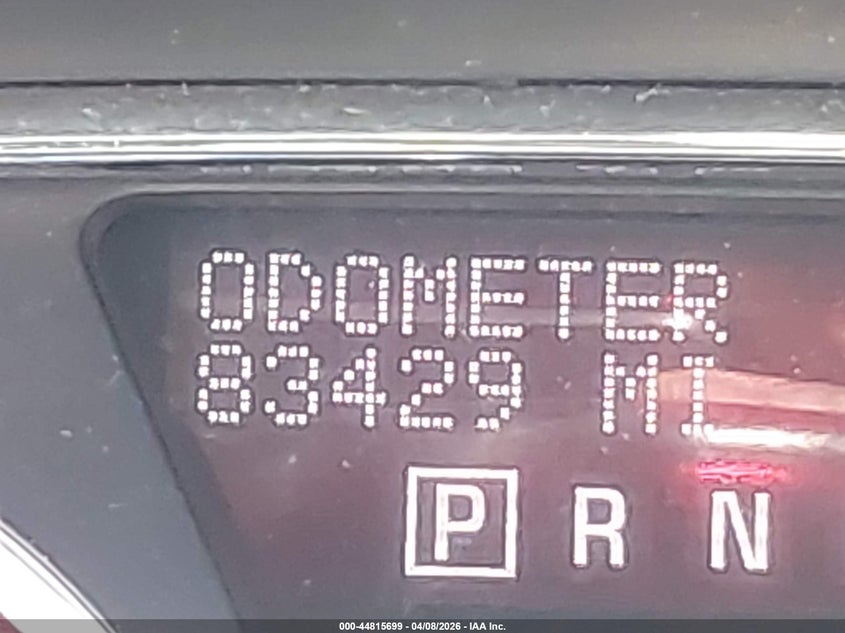 ODOMETER
83429 MI
P R N
000-44815699 - 04/08/2026 - IAA Inc.